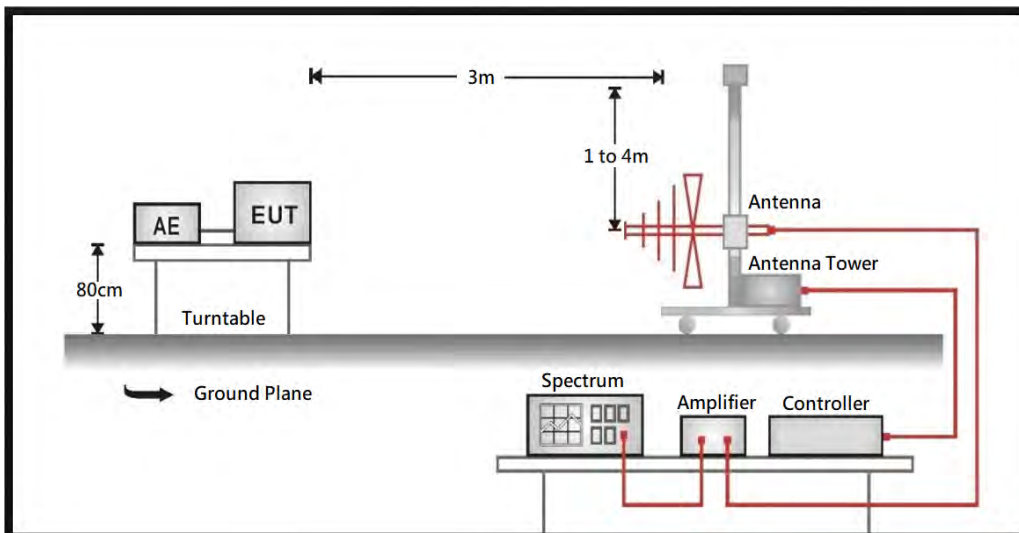 3m
1 to 4m
AE
EUT
Antenna
Antenna Tower
80cm
Turntable
Ground Plane
Spectrum
Amplifier
Controller